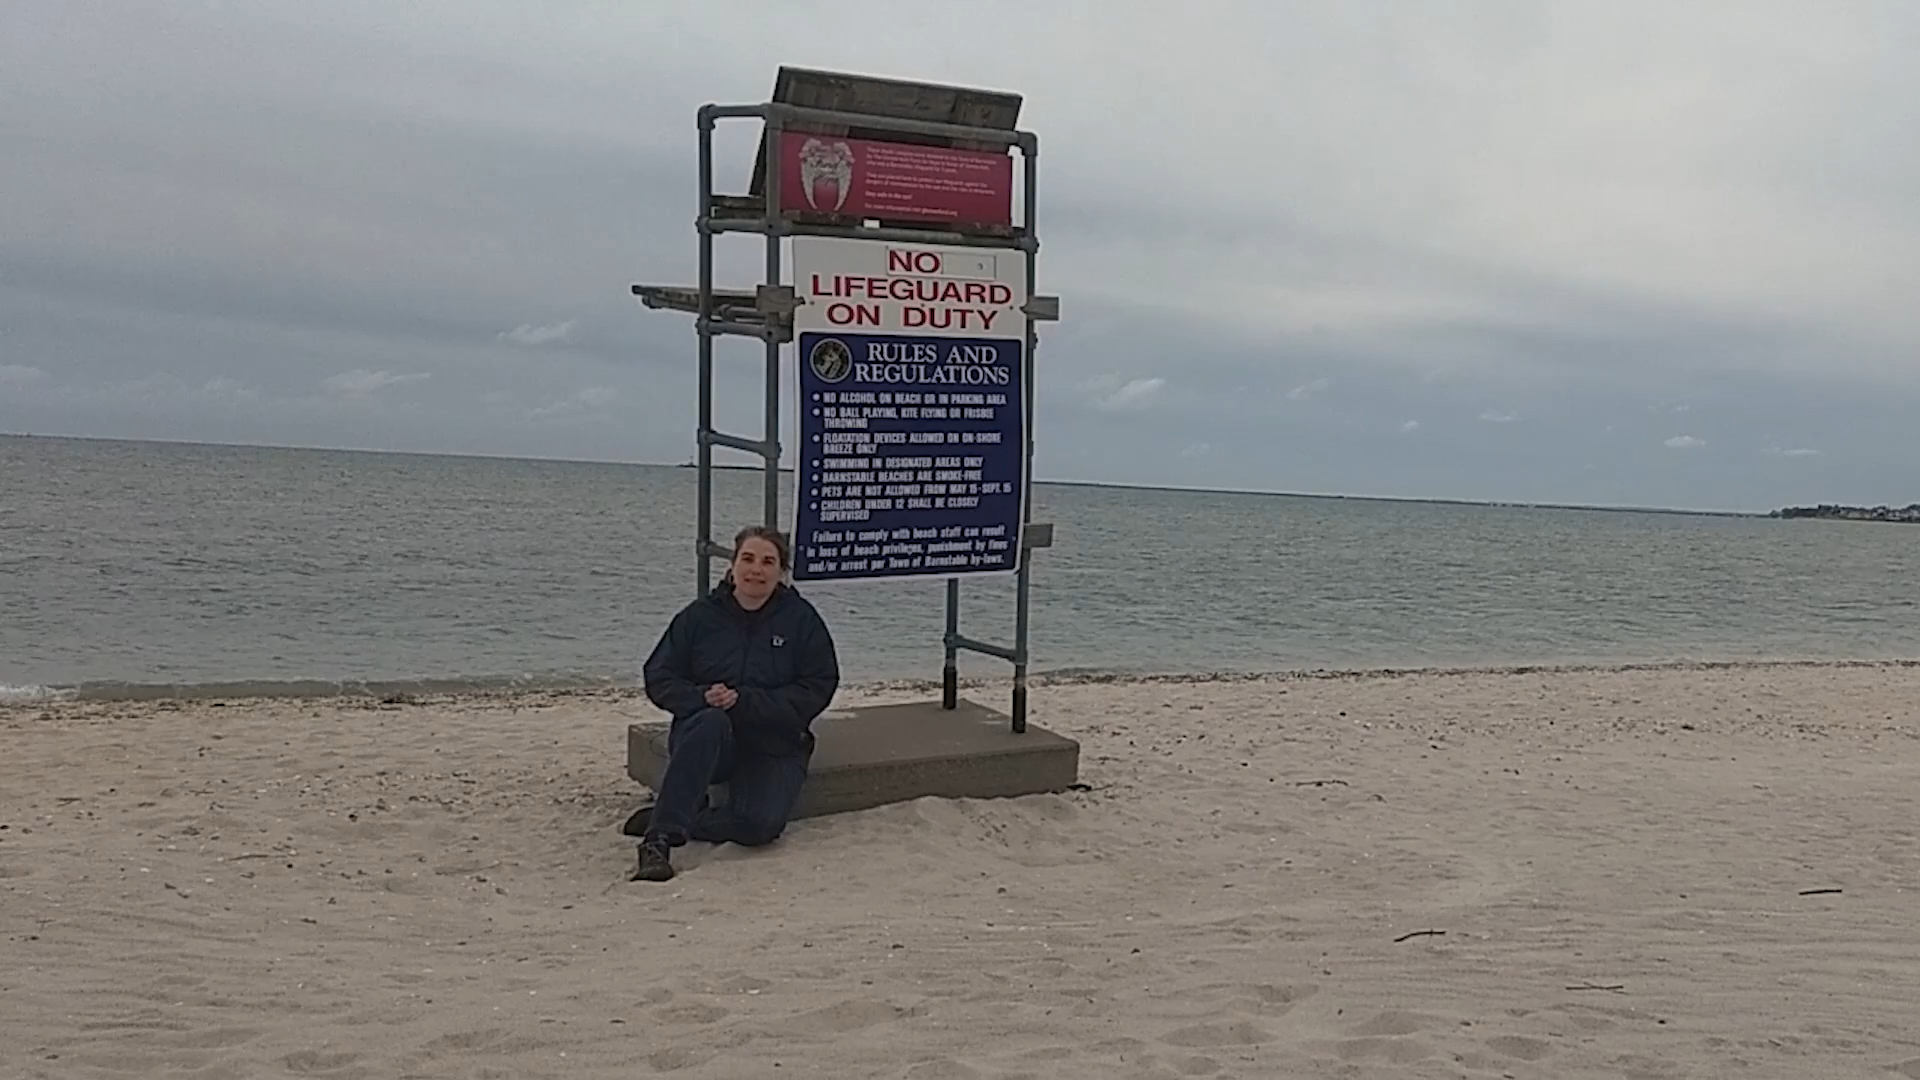 NO
LIFEGUARD
ON DUTY
RULES AND
REGULATIONS
• NO ALCOHOL ON BEACH OR IN PARKING AREA
• NO BALL PLAYING, KITE FLYING OR FRISBEE
THROWING
• FLOATATION DEVICES ALLOWED ON ON-SHORE
BREEZE ONLY
• SWIMMING IN DESIGNATED AREAS ONLY
• BARNSTABLE BEACHES ARE SMOKE-FREE
• PETS ARE NOT ALLOWED FROM MAY 15-SEPT. 15
• CHILDREN UNDER 12 SHALL BE CLOSELY
SUPERVISED
Failure to comply with beach staff can result
in loss of beach privileges, punishment by fines
and/or arrest per Town of Barnstable by-laws.